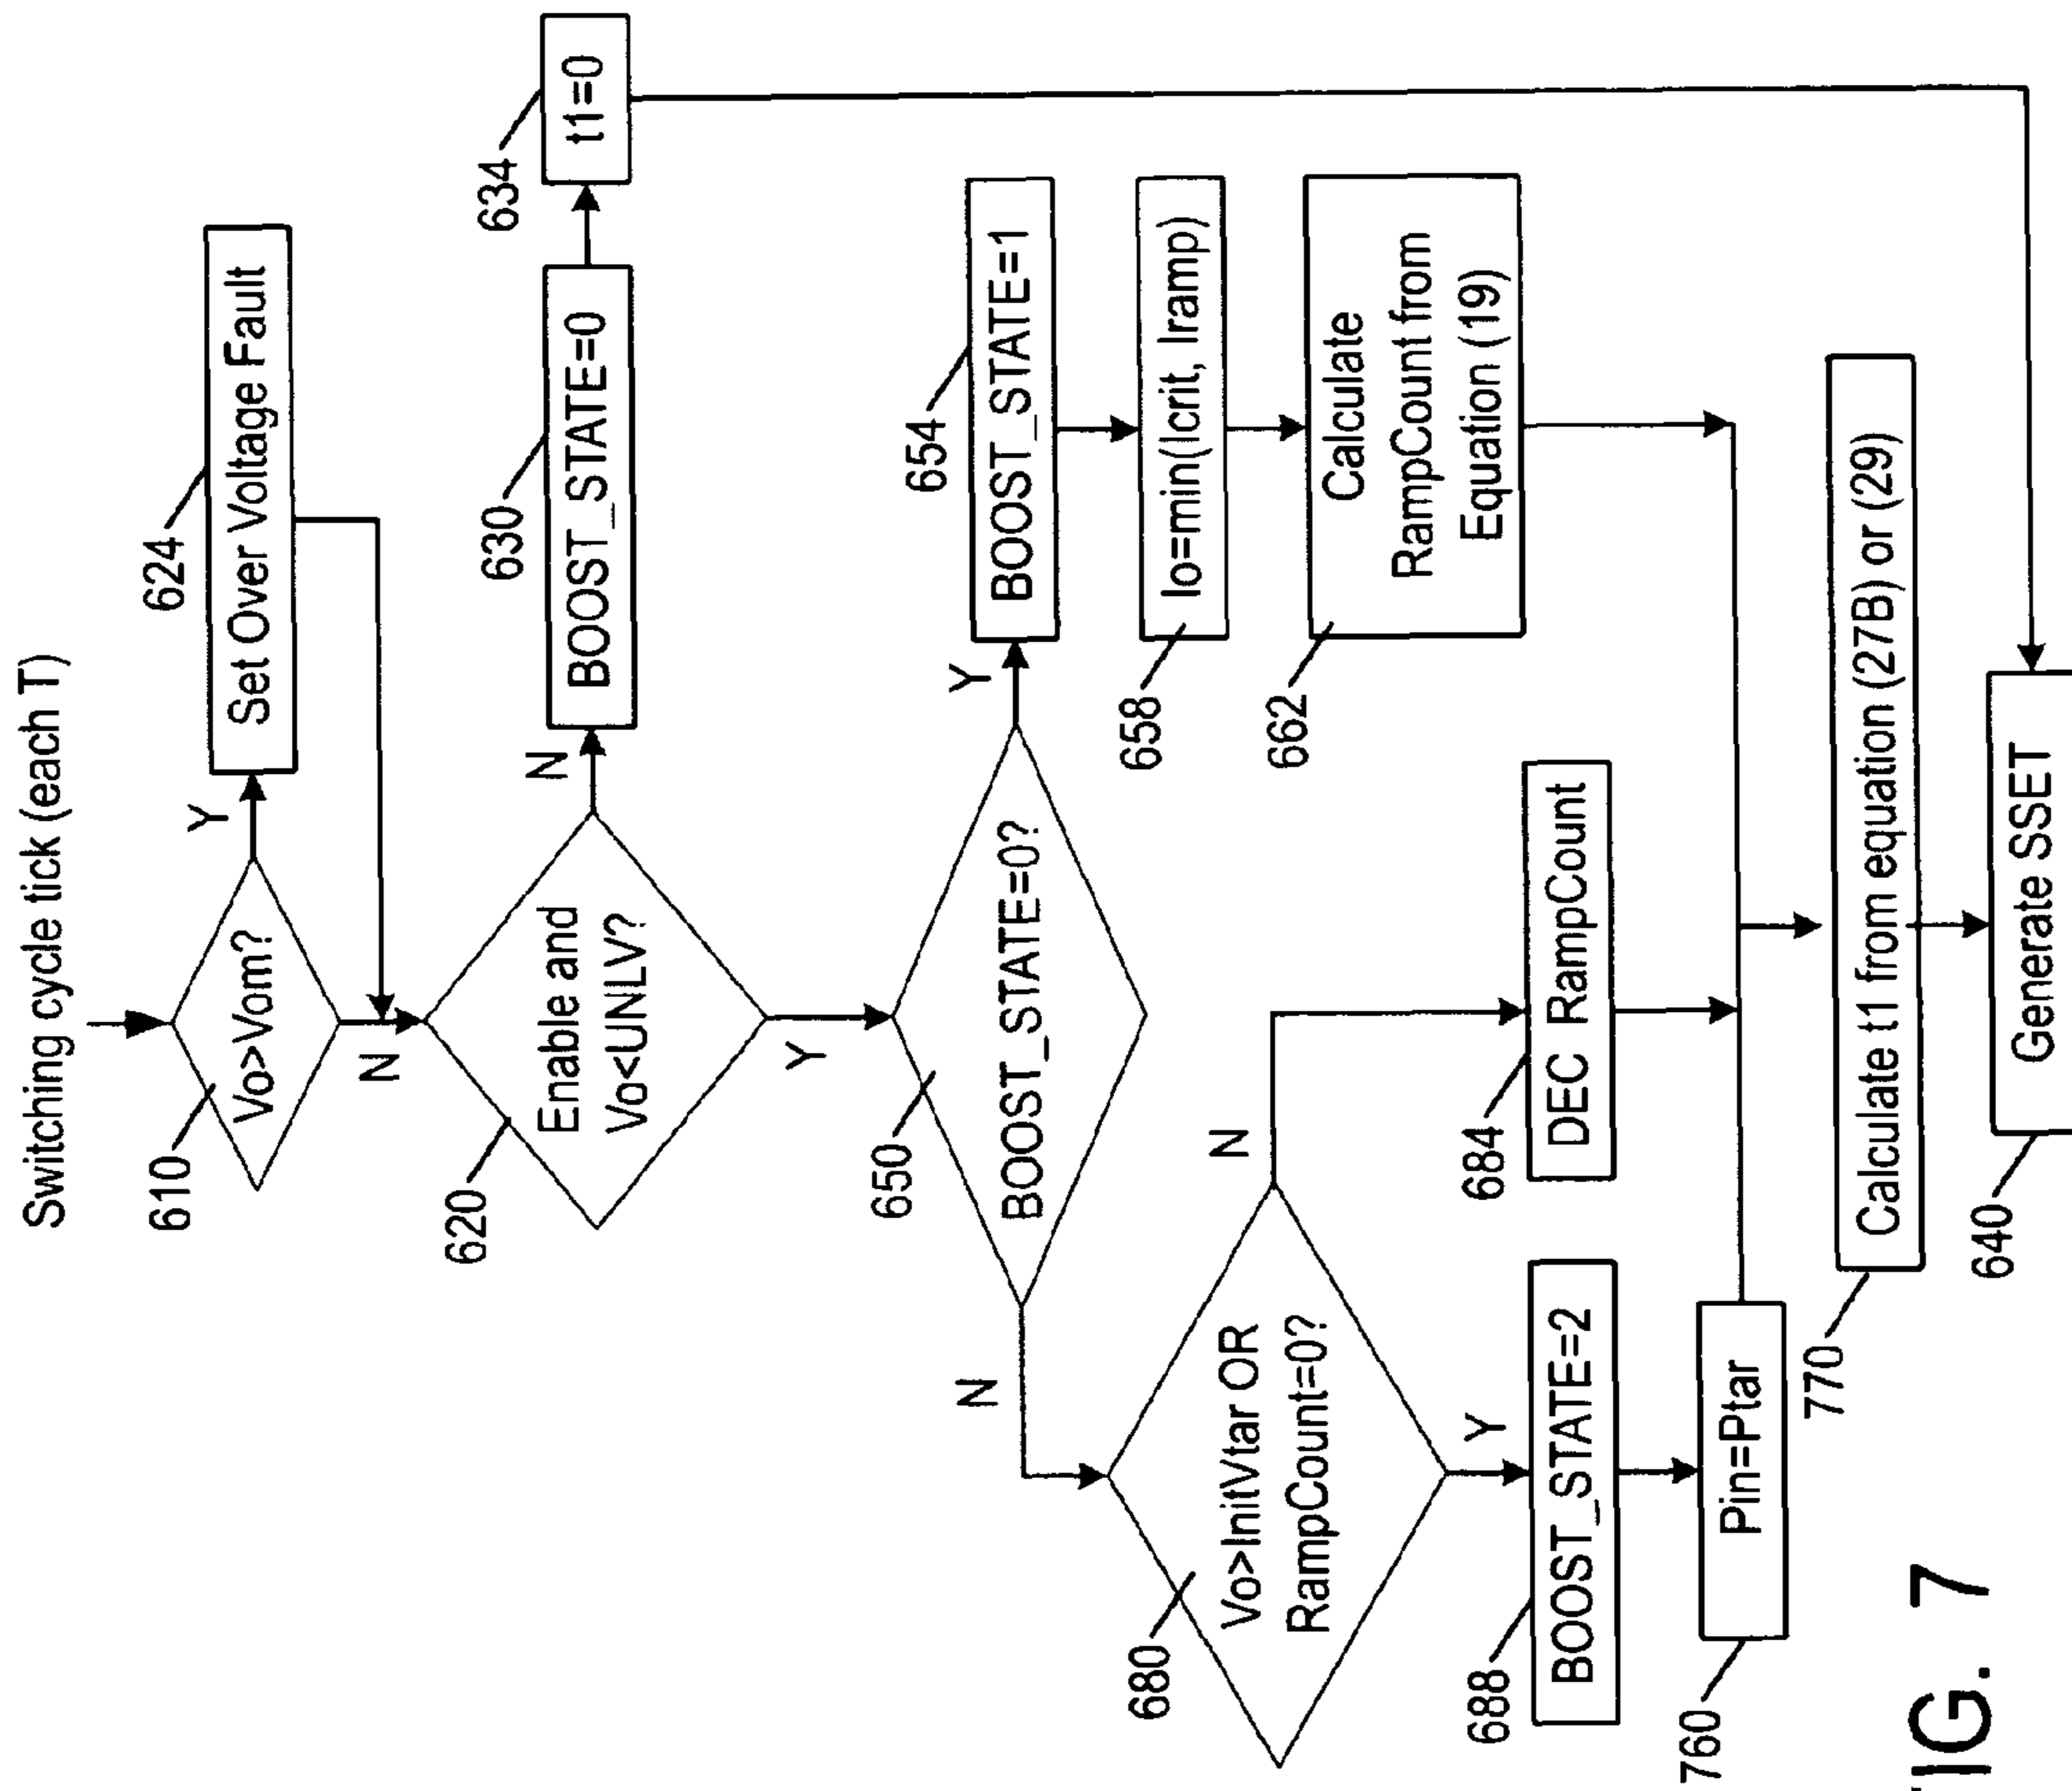 Switching cycle tick (each T)
610
Vo>Vom?
Y
624
Set Over Voltage Fault
N
620
Enable and
Vo<UNLV?
N
630
BOOST_STATE=0
634
t1=0
Y
650
BOOST_STATE=0?
Y
654
BOOST_STATE=1
658
Io=min(Icrit, Iramp)
662
Calculate
RampCount from
Equation (19)
N
680
Vo>InitVtar OR
RampCount=0?
N
684
DEC RampCount
Y
688
BOOST_STATE=2
760
Pin=Ptar
770
Calculate t1 from equation (27B) or (29)
640
Generate SSET
IG. 7